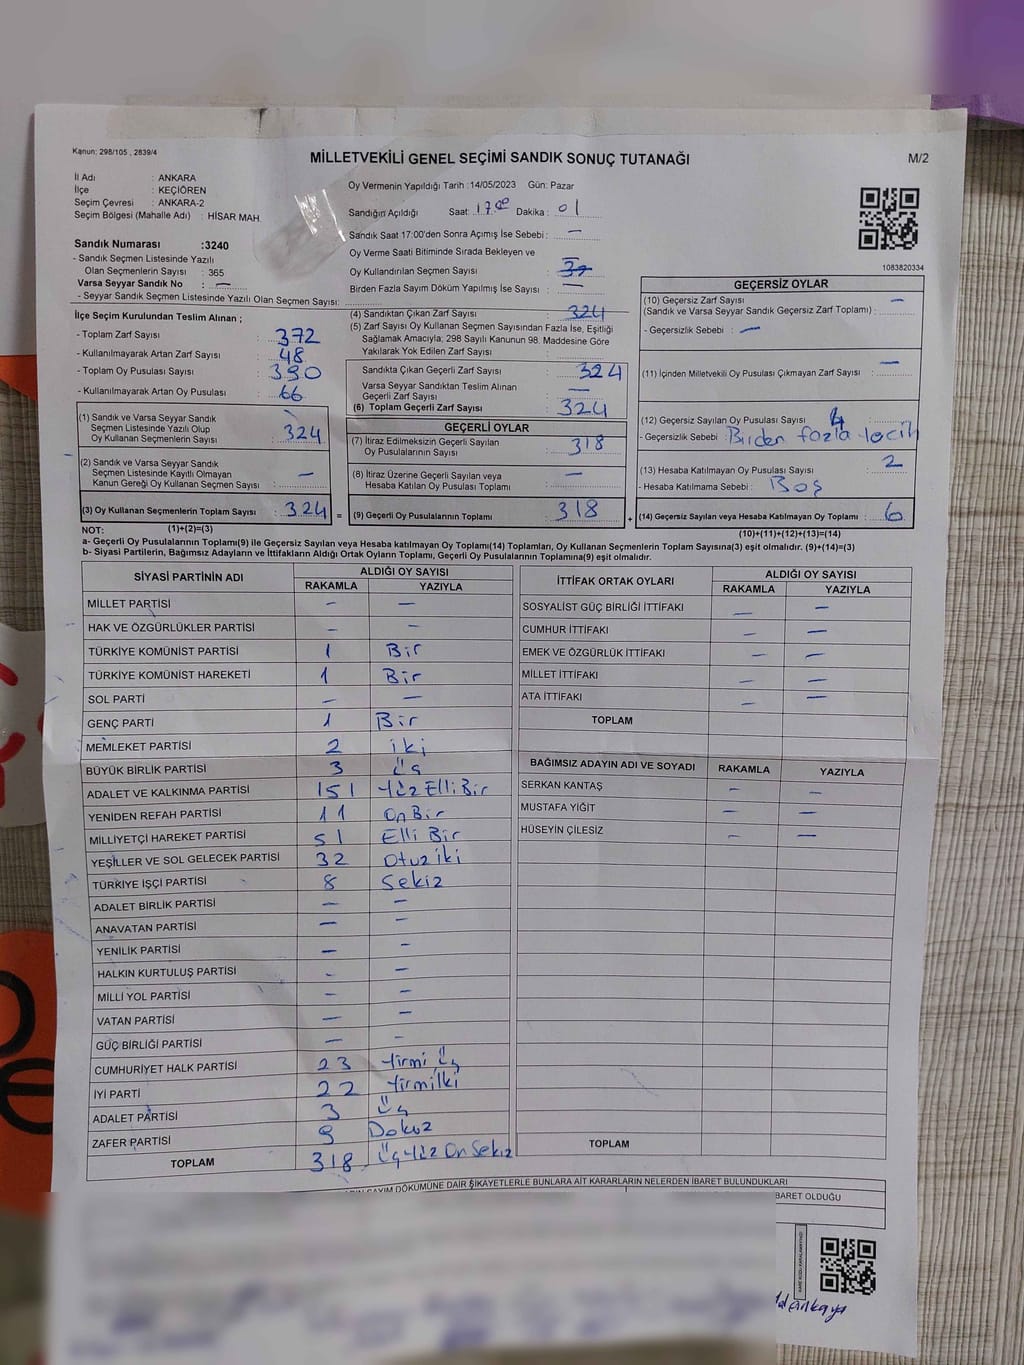 Kanun: 298/105 , 2839/4
MİLLETVEKİLİ GENEL SEÇİMİ SANDIK SONUÇ TUTANAĞI
M/2
İl Adı : ANKARA
İlçe : KEÇİÖREN
Seçim Çevresi : ANKARA-2
Seçim Bölgesi (Mahalle Adı) : HİSAR MAH.
Sandık Numarası :3240
- Sandık Seçmen Listesinde Yazılı
Olan Seçmenlerin Sayısı : 365
Varsa Seyyar Sandık No : —
- Seyyar Sandık Seçmen Listesinde Yazılı Olan Seçmen Sayısı:
Oy Vermenin Yapıldığı Tarih :14/05/2023 Gün: Pazar
Sandığın Açıldığı Saat : 17 00 Dakika : 01
Sandık Saat 17:00'den Sonra Açımış İse Sebebi : —
Oy Verme Saati Bitiminde Sırada Bekleyen ve
Oy Kullandırılan Seçmen Sayısı :
Birden Fazla Sayım Döküm Yapılmış İse Sayısı : —
1083820334
İlçe Seçim Kurulundan Teslim Alınan ;
- Toplam Zarf Sayısı : 372
- Kullanılmayarak Artan Zarf Sayısı : 48
- Toplam Oy Pusulası Sayısı : 390
- Kullanılmayarak Artan Oy Pusulası : 66
(1) Sandık ve Varsa Seyyar Sandık
Seçmen Listesinde Yazılı Olup
Oy Kullanan Seçmenlerin Sayısı : 324
(2) Sandık ve Varsa Seyyar Sandık
Seçmen Listesinde Kayıtlı Olmayan
Kanun Gereği Oy Kullanan Seçmen Sayısı : —
(3) Oy Kullanan Seçmenlerin Toplam Sayısı : 324 =
(4) Sandıktan Çıkan Zarf Sayısı : 324
(5) Zarf Sayısı Oy Kullanan Seçmen Sayısından Fazla İse, Eşitliği
Sağlamak Amacıyla; 298 Sayılı Kanunun 98. Maddesine Göre
Yakılarak Yok Edilen Zarf Sayısı :
Sandıkta Çıkan Geçerli Zarf Sayısı : 324
Varsa Seyyar Sandıktan Teslim Alınan
Geçerli Zarf Sayısı : —
(6) Toplam Geçerli Zarf Sayısı : 324
GEÇERLİ OYLAR
(7) İtiraz Edilmeksizin Geçerli Sayılan
Oy Pusulalarının Sayısı : 318
(8) İtiraz Üzerine Geçerli Sayılan veya
Hesaba Katılan Oy Pusulası Toplamı : —
(9) Geçerli Oy Pusulalarının Toplamı : 318 +
GEÇERSİZ OYLAR
(10) Geçersiz Zarf Sayısı —
(Sandık ve Varsa Seyyar Sandık Geçersiz Zarf Toplamı) :
- Geçersizlik Sebebi : —
(11) İçinden Milletvekili Oy Pusulası Çıkmayan Zarf Sayısı : —
(12) Geçersiz Sayılan Oy Pusulası Sayısı : 4
- Geçersizlik Sebebi : Birden fazla tercih
(13) Hesaba Katılmayan Oy Pusulası Sayısı : 2
- Hesaba Katılmama Sebebi : Boş
(14) Geçersiz Sayılan veya Hesaba Katılmayan Oy Toplamı : 6
NOT: (1)+(2)=(3)
(10)+(11)+(12)+(13)=(14)
a- Geçerli Oy Pusulalarının Toplamı(9) ile Geçersiz Sayılan veya Hesaba katılmayan Oy Toplamı(14) Toplamları, Oy Kullanan Seçmenlerin Toplam Sayısına(3) eşit olmalıdır. (9)+(14)=(3)
b- Siyasi Partilerin, Bağımsız Adayların ve İttifakların Aldığı Ortak Oyların Toplamı, Geçerli Oy Pusulalarının Toplamına(9) eşit olmalıdır.
SİYASİ PARTİNİN ADI ALDIĞI OY SAYISI
RAKAMLA YAZIYLA
MİLLET PARTİSİ — —
HAK VE ÖZGÜRLÜKLER PARTİSİ — —
TÜRKİYE KOMÜNİST PARTİSİ 1 Bir
TÜRKİYE KOMÜNİST HAREKETİ 1 Bir
SOL PARTİ — —
GENÇ PARTİ 1 Bir
MEMLEKET PARTİSİ 2 iki
BÜYÜK BİRLİK PARTİSİ 3 Üç
ADALET VE KALKINMA PARTİSİ 151 Yüz Elli Bir
YENİDEN REFAH PARTİSİ 11 On Bir
MİLLİYETÇİ HAREKET PARTİSİ 51 Elli Bir
YEŞİLLER VE SOL GELECEK PARTİSİ 32 Otuz iki
TÜRKİYE İŞÇİ PARTİSİ 8 Sekiz
ADALET BİRLİK PARTİSİ — —
ANAVATAN PARTİSİ — —
YENİLİK PARTİSİ — —
HALKIN KURTULUŞ PARTİSİ — —
MİLLİ YOL PARTİSİ — —
VATAN PARTİSİ — —
GÜÇ BİRLİĞİ PARTİSİ — —
CUMHURİYET HALK PARTİSİ 23 Yirmi Üç
İYİ PARTİ 22 Yirmi İki
ADALET PARTİSİ 3 Üç
ZAFER PARTİSİ 9 Dokuz
TOPLAM 318 Üç Yüz On Sekiz
İTTİFAK ORTAK OYLARI ALDIĞI OY SAYISI
RAKAMLA YAZIYLA
SOSYALİST GÜÇ BİRLİĞİ İTTİFAKI — —
CUMHUR İTTİFAKI — —
EMEK VE ÖZGÜRLÜK İTTİFAKI — —
MİLLET İTTİFAKI — —
ATA İTTİFAKI — —
TOPLAM
BAĞIMSIZ ADAYIN ADI VE SOYADI RAKAMLA YAZIYLA
SERKAN KANTAŞ — —
MUSTAFA YİĞİT — —
HÜSEYİN ÇİLESİZ — —
TOPLAM
SAYIM DÖKÜMÜNE DAİR ŞİKAYETLERLE BUNLARA AİT KARARLARIN NELERDEN İBARET BULUNDUKLARI
BARET OLDUĞU